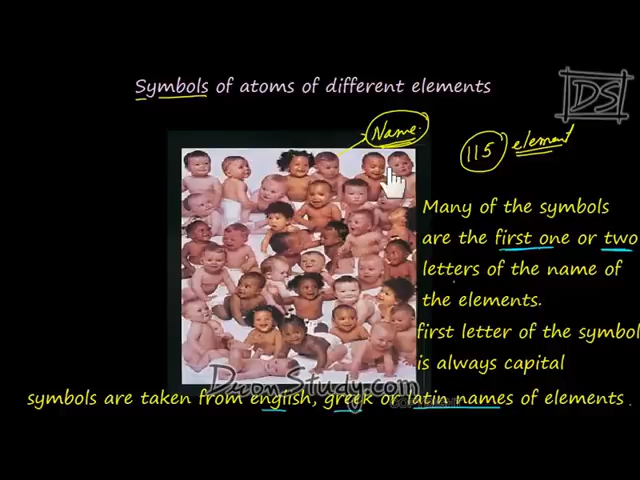 Symbols of atoms of different elements
DS
Name.
115 element
Many of the symbols
are the first one or two
letters of the name of
the elements.
first letter of the symbol
is always capital
DronStudy.com
symbols are taken from english, greek or latin names of elements.